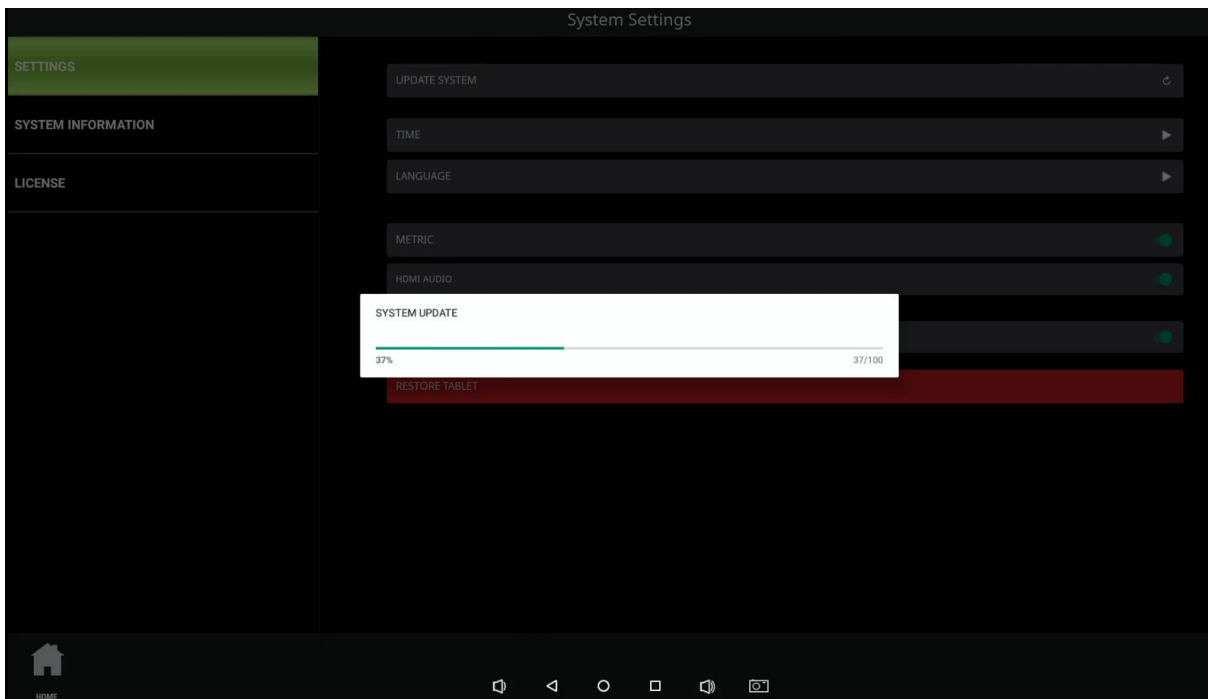 System Settings
SETTINGS
SYSTEM INFORMATION
LICENSE
UPDATE SYSTEM
TIME
LANGUAGE
METRIC
HDMI AUDIO
SYSTEM UPDATE
37% 37/100
RESTORE TABLET
HOME